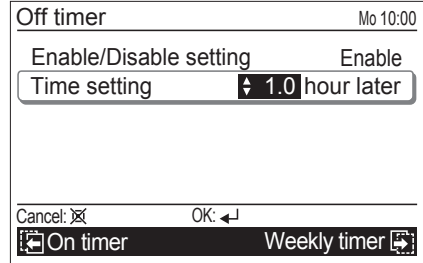 Off timer Mo 10:00
Enable/Disable setting Enable
Time setting 1.0 hour later
Cancel: OK:
On timer Weekly timer